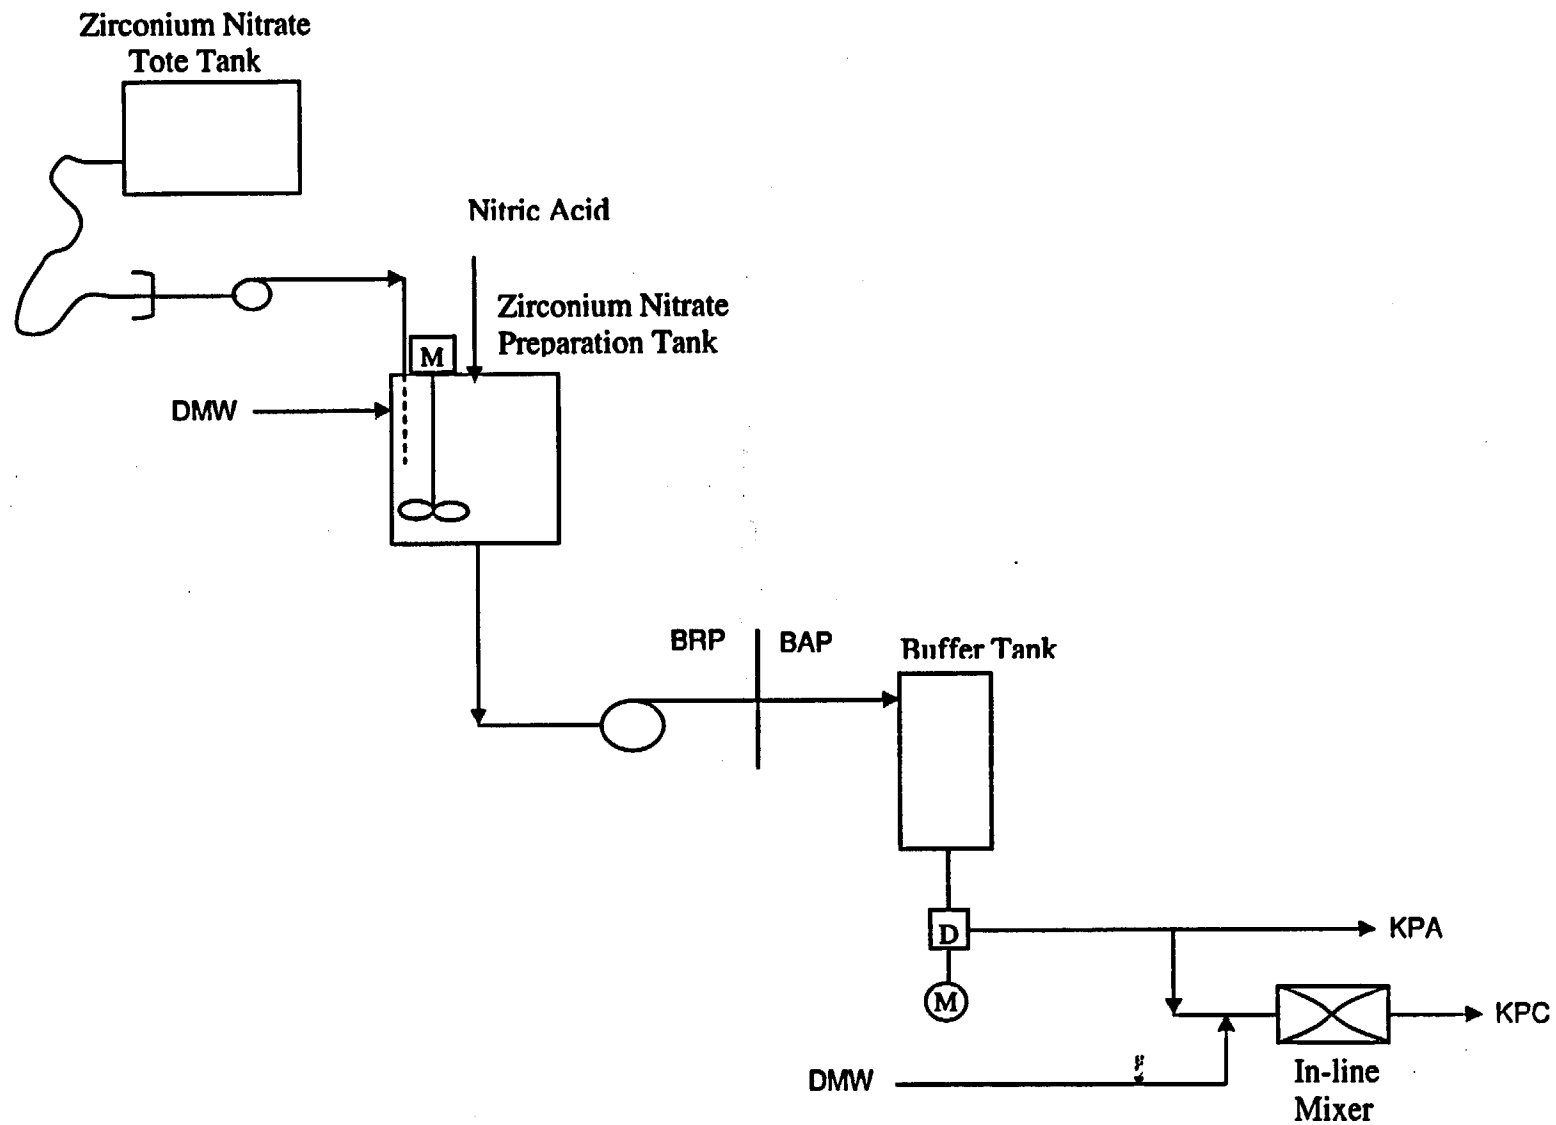 Zirconium Nitrate
Tote Tank
Nitric Acid
Zirconium Nitrate
Preparation Tank
M
DMW
BRP
BAP
Buffer Tank
D
KPA
M
KPC
DMW
In-line
Mixer